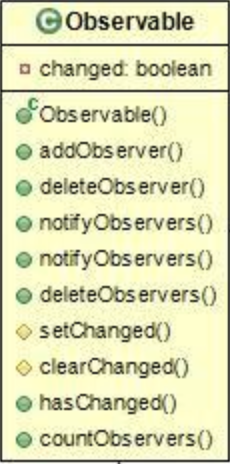 C Observable
changed: boolean
C Observable()
addObserver()
deleteObserver()
notifyObservers()
notifyObservers()
deleteObservers()
setChanged()
clearChanged()
hasChanged()
countObservers()